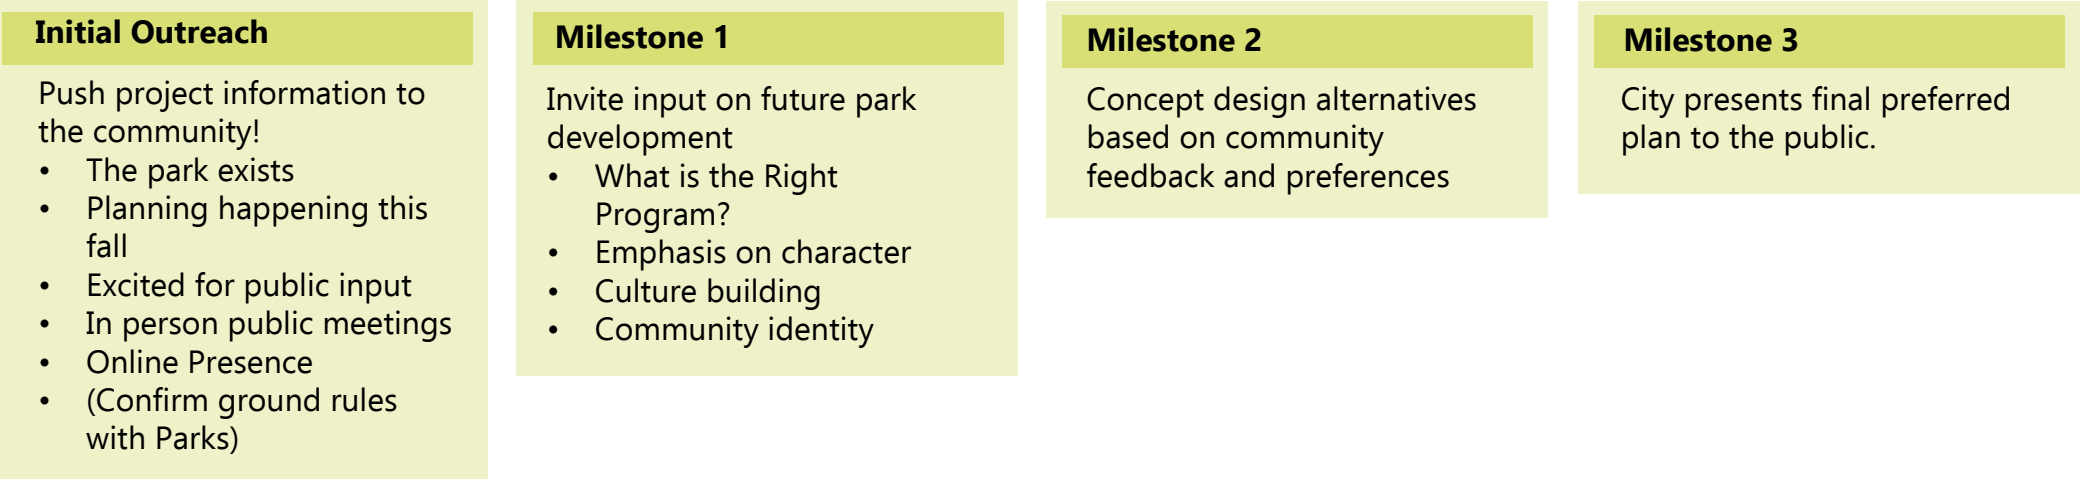 Initial Outreach
Push project information to
the community!
• The park exists
• Planning happening this
fall
• Excited for public input
• In person public meetings
• Online Presence
• (Confirm ground rules
with Parks)
Milestone 1
Invite input on future park
development
• What is the Right
Program?
• Emphasis on character
• Culture building
• Community identity
Milestone 2
Concept design alternatives
based on community
feedback and preferences
Milestone 3
City presents final preferred
plan to the public.